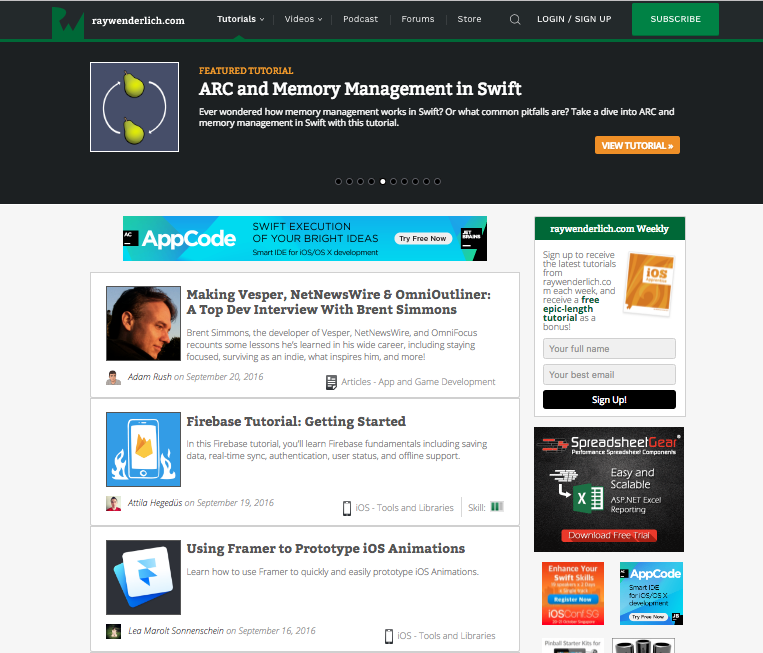 raywenderlich.com
Tutorials
Videos
Podcast
Forums
Store
LOGIN / SIGN UP
SUBSCRIBE
FEATURED TUTORIAL
ARC and Memory Management in Swift
Ever wondered how memory management works in Swift? Or what common pitfalls are? Take a dive into ARC and
memory management in Swift with this tutorial.
VIEW TUTORIAL »
AC
AppCode
SWIFT EXECUTION
OF YOUR BRIGHT IDEAS
Smart IDE for iOS/OS X development
Try Free Now
JET
BRAINS
Making Vesper, NetNewsWire & OmniOutliner:
A Top Dev Interview With Brent Simmons
Brent Simmons, the developer of Vesper, NetNewsWire, and OmniFocus
recounts some lessons he's learned in his wide career, including staying
focused, surviving as an indie, what inspires him, and more!
Adam Rush on September 20, 2016
Articles - App and Game Development
Firebase Tutorial: Getting Started
In this Firebase tutorial, you'll learn Firebase fundamentals including saving
data, real-time sync, authentication, user status, and offline support.
Attila Hegedüs on September 19, 2016
iOS - Tools and Libraries
Skill:
Using Framer to Prototype iOS Animations
Learn how to use Framer to quickly and easily prototype iOS Animations.
Lea Marolt Sonnenschein on September 16, 2016
iOS - Tools and Libraries
raywenderlich.com Weekly
Sign up to receive
the latest tutorials
from
raywenderlich.co
m each week, and
receive a free
epic-length
tutorial as a
bonus!
iOS
Apprentice
Your full name
Your best email
Sign Up!
SpreadsheetGear®
Performance Spreadsheet Components
Easy and
Scalable
ASP.NET Excel
Reporting
Download Free Trial
Enhance Your
Swift Skills
Register Now
iOSConf.SG
AppCode
Smart IDE
for iOS/OS X
development
Try Free Now
JB
Pinball Starter Kits for